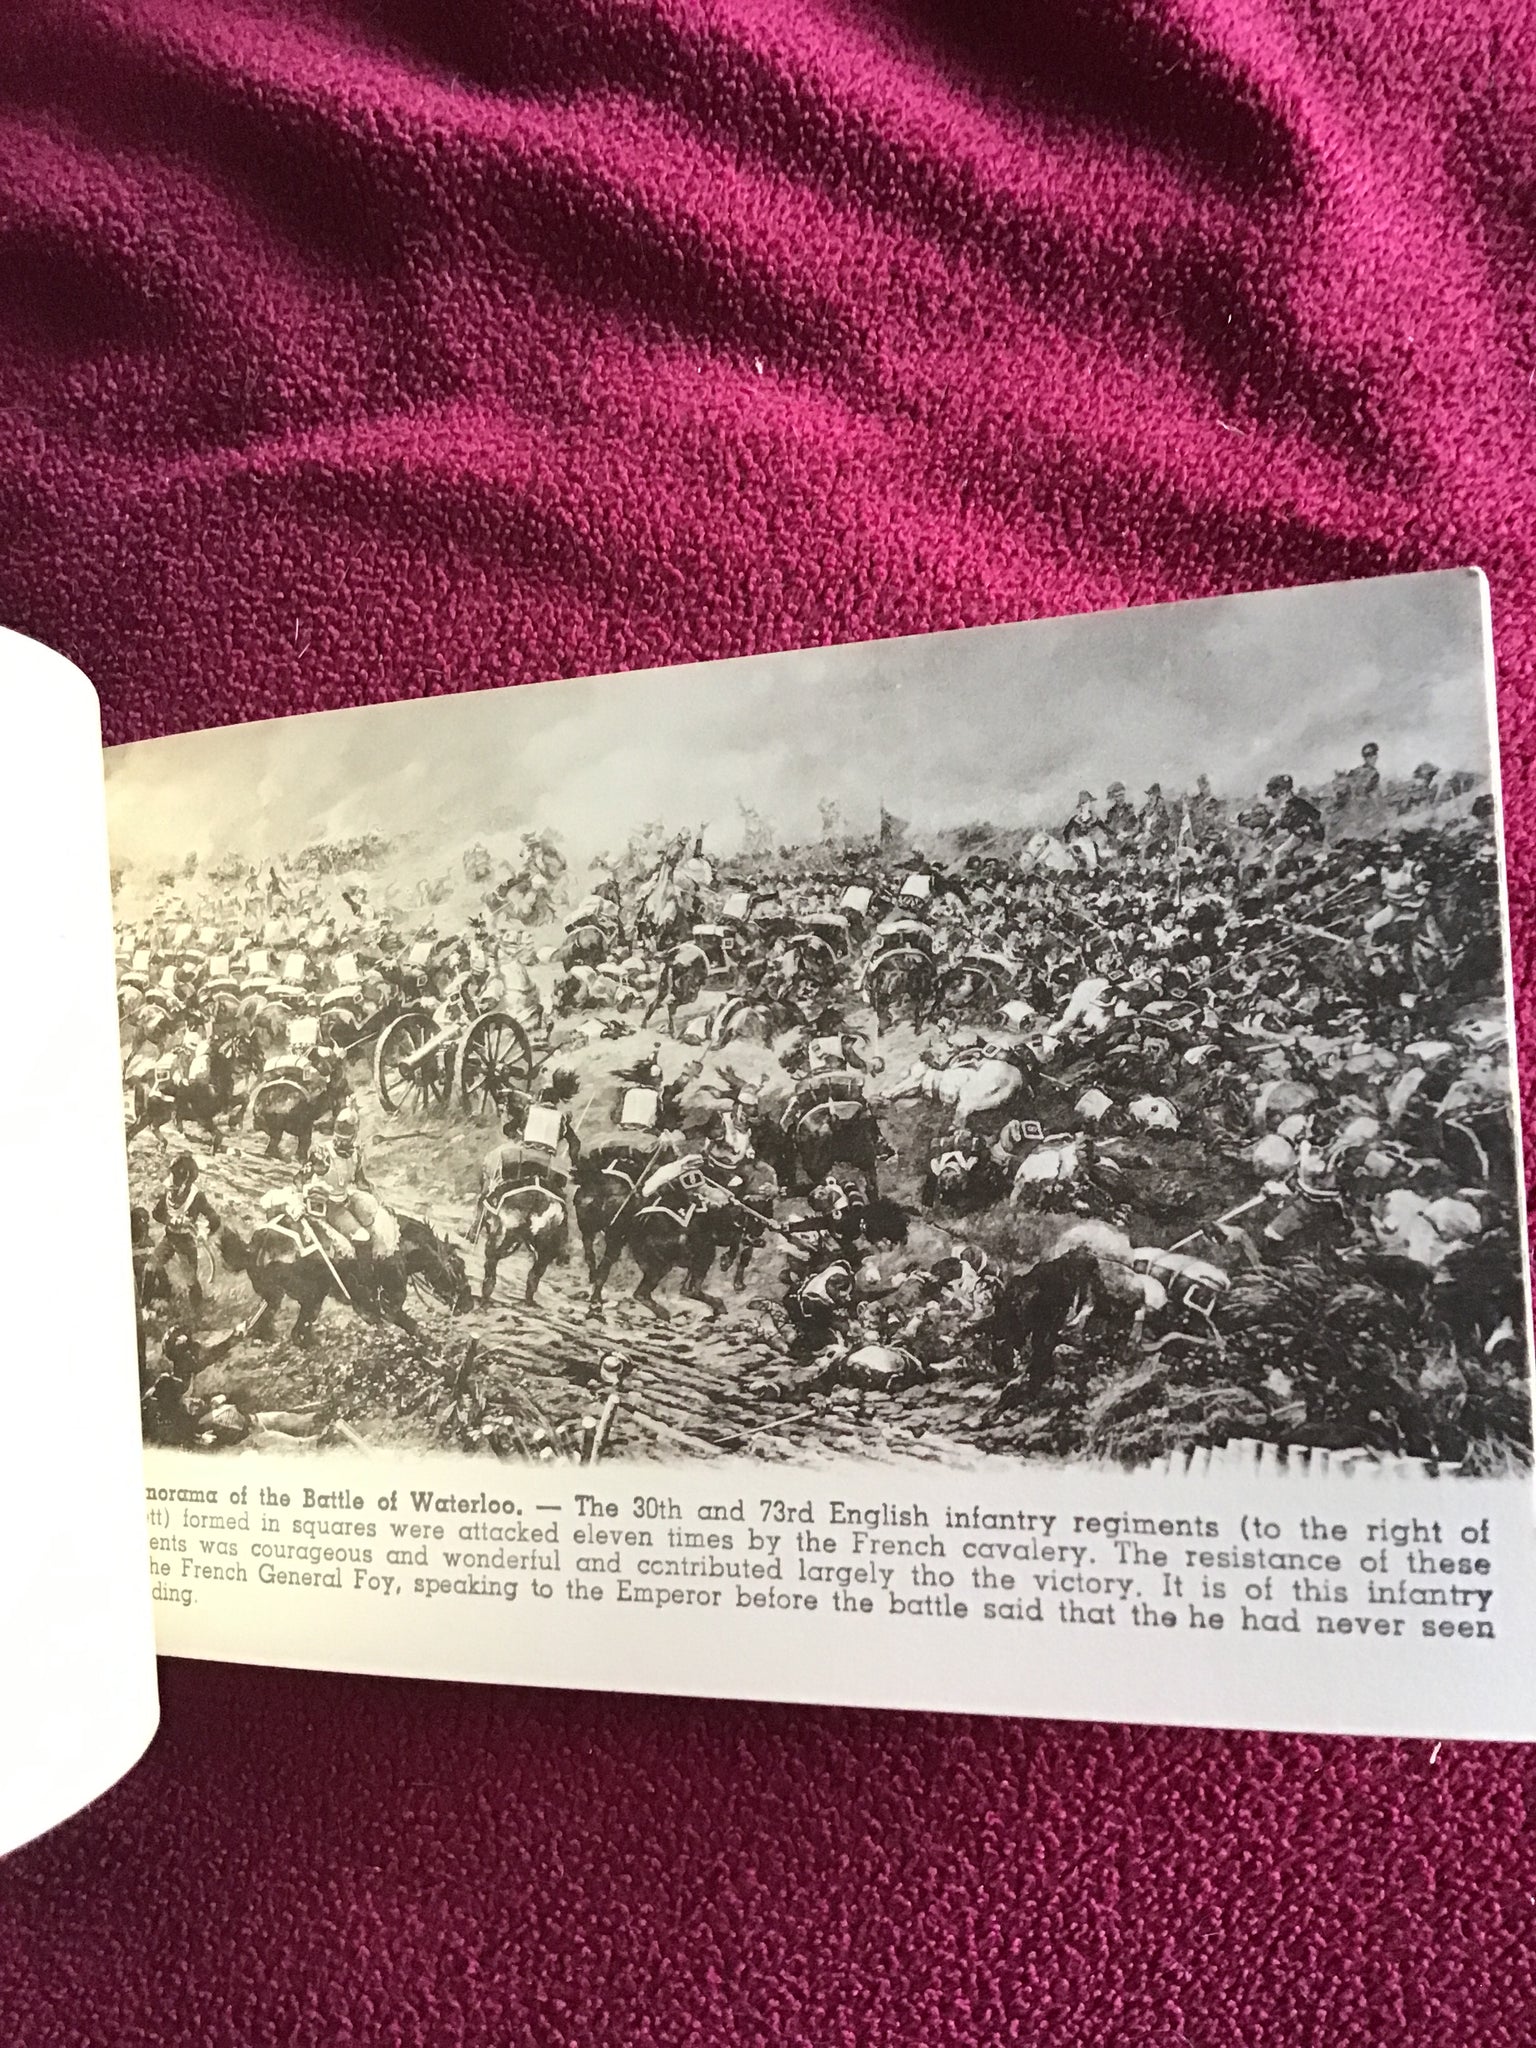 norama of the Battle of Waterloo. — The 30th and 73rd English infantry regiments (to the right of
tt) formed in squares were attacked eleven times by the French cavalery. The resistance of these
ents was courageous and wonderful and contributed largely tho the victory. It is of this infantry
he French General Foy, speaking to the Emperor before the battle said that the he had never seen
ding.